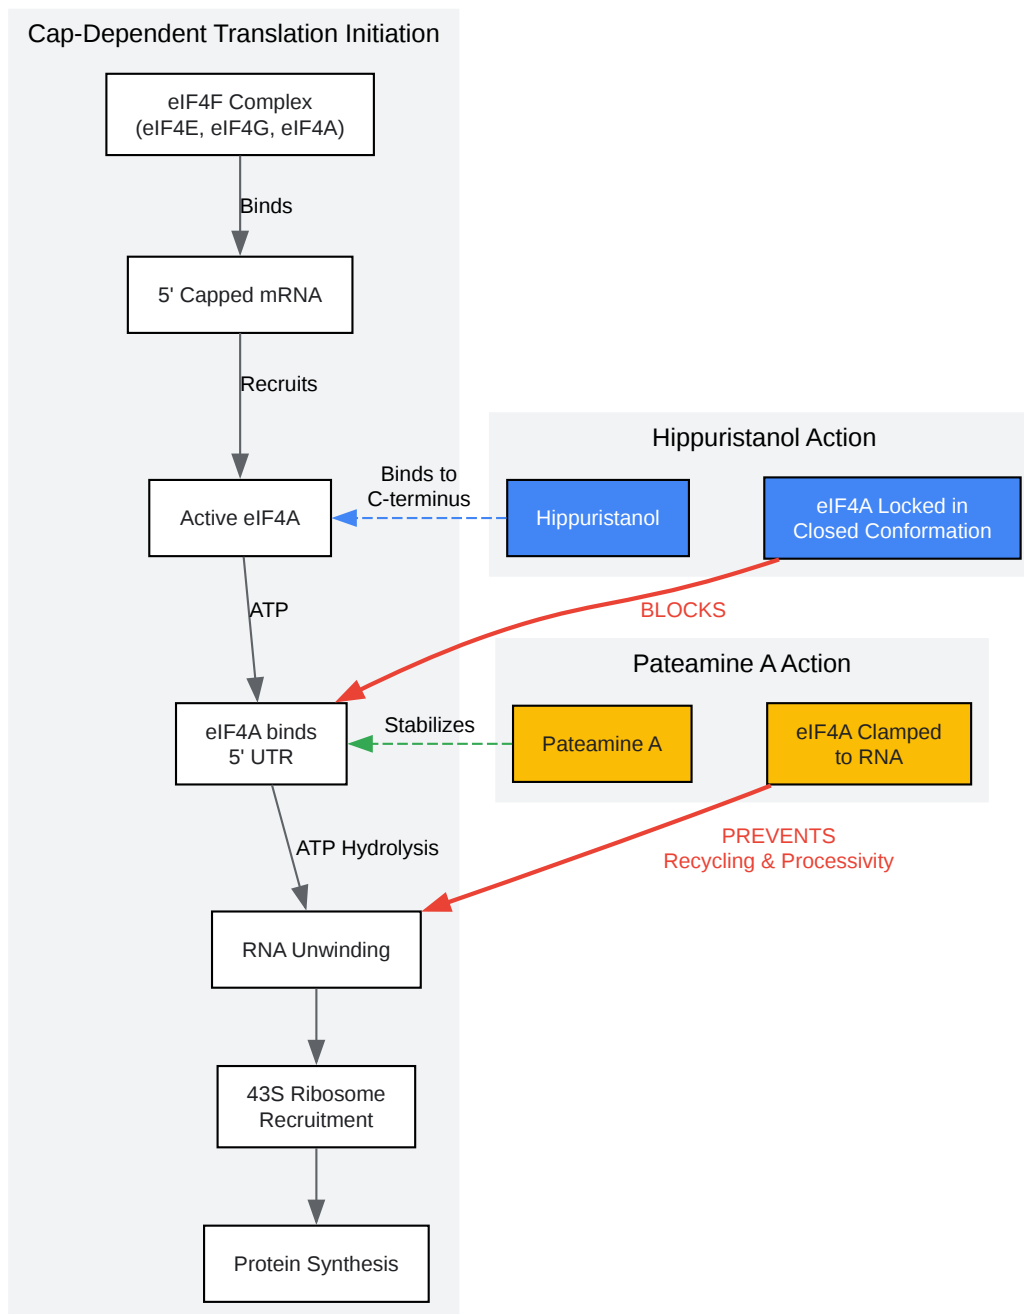 Cap-Dependent Translation Initiation
eIF4F Complex
(eIF4E, eIF4G, eIF4A)
Binds
5' Capped mRNA
Recruits
Hippuristanol Action
Binds to
C-terminus
Active eIF4A
Hippuristanol
eIF4A Locked in
Closed Conformation
ATP
BLOCKS
Pateamine A Action
eIF4A binds
5' UTR
Stabilizes
Pateamine A
eIF4A Clamped
to RNA
ATP Hydrolysis
PREVENTS
Recycling & Processivity
RNA Unwinding
43S Ribosome
Recruitment
Protein Synthesis